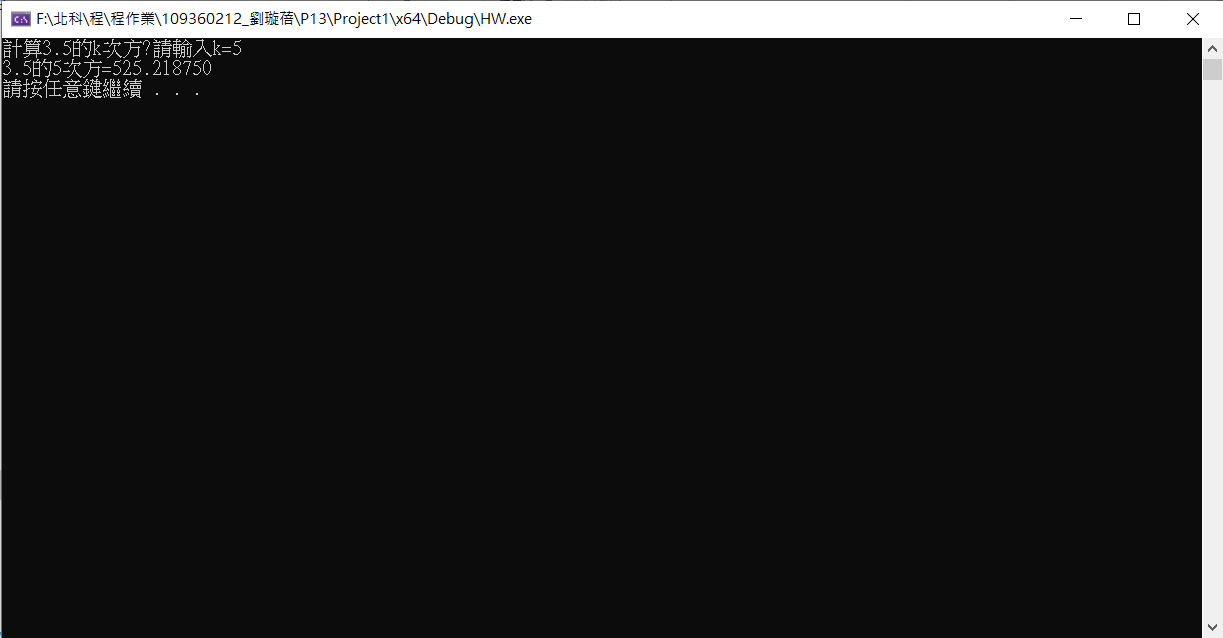 F:\北科\程\程作業\109360212_劉璇蓓\P13\Project1\x64\Debug\HW.exe
計算3.5的k次方?請輸入k=5
3.5的5次方=525.218750
請按任意鍵繼續 . . .